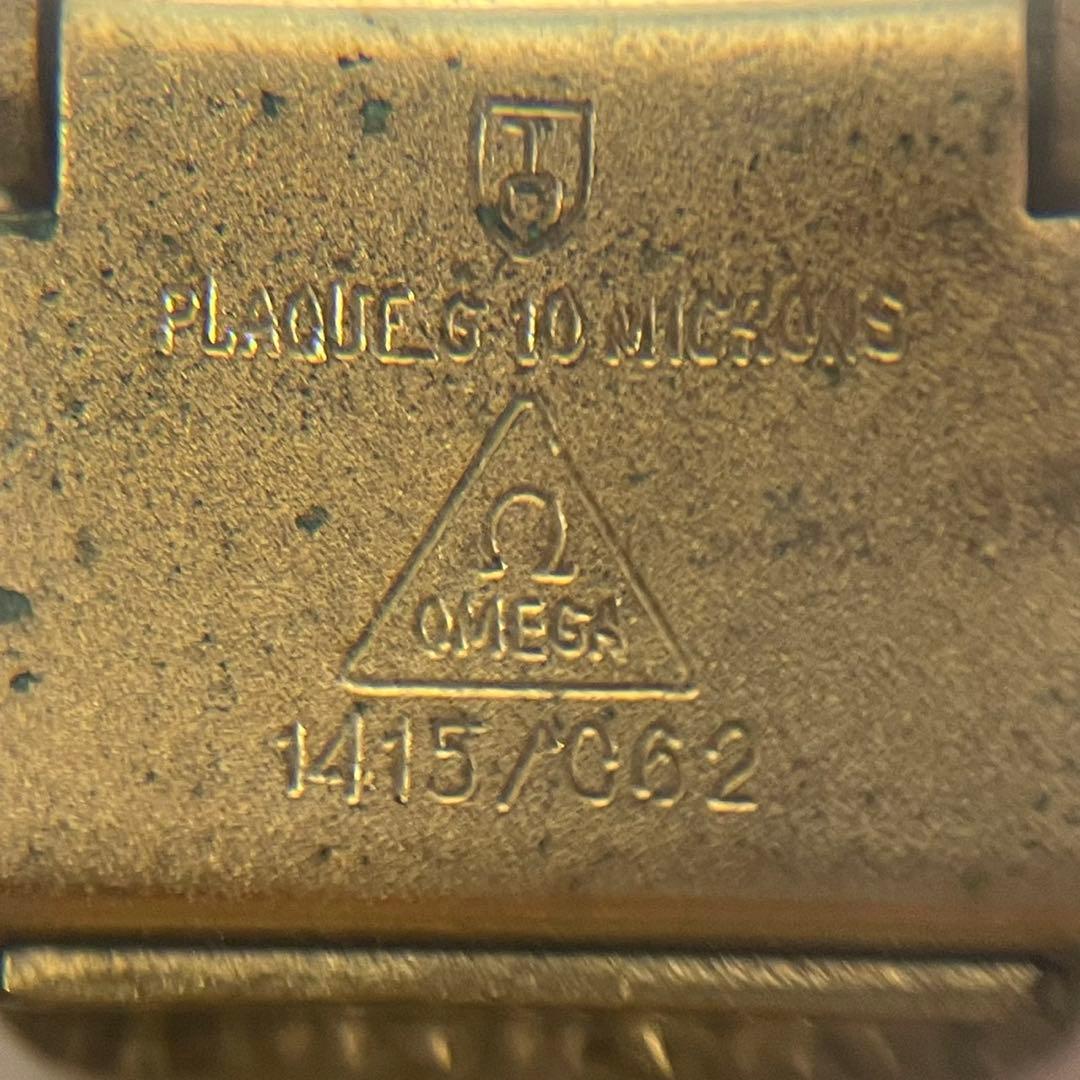 PLAQUE G 10 MICRONS
Ω
OMEGA
1415/062